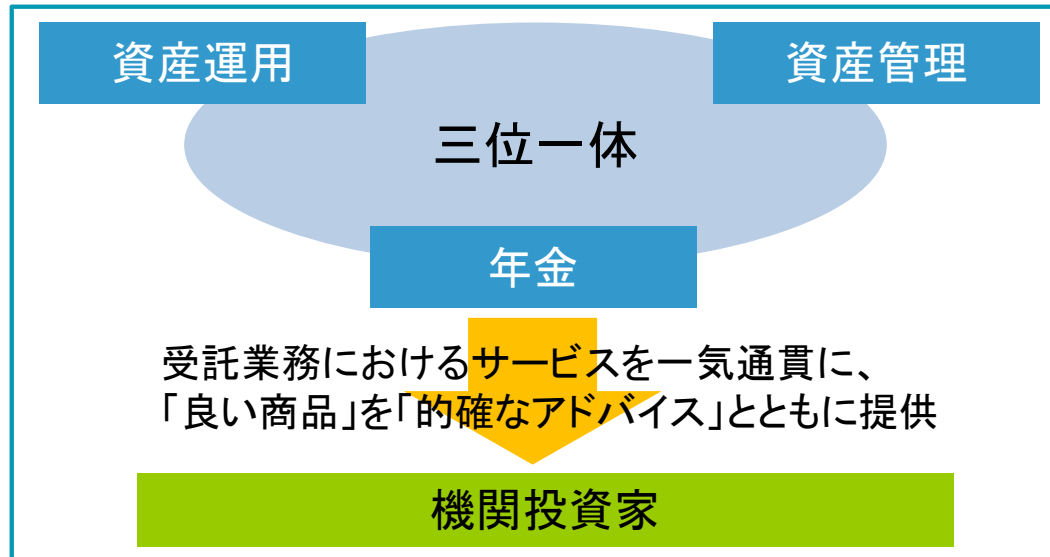 資産運用
資産管理
三位一体
年金
受託業務におけるサービスを一気通貫に、
「良い商品」を「的確なアドバイス」とともに提供
機関投資家